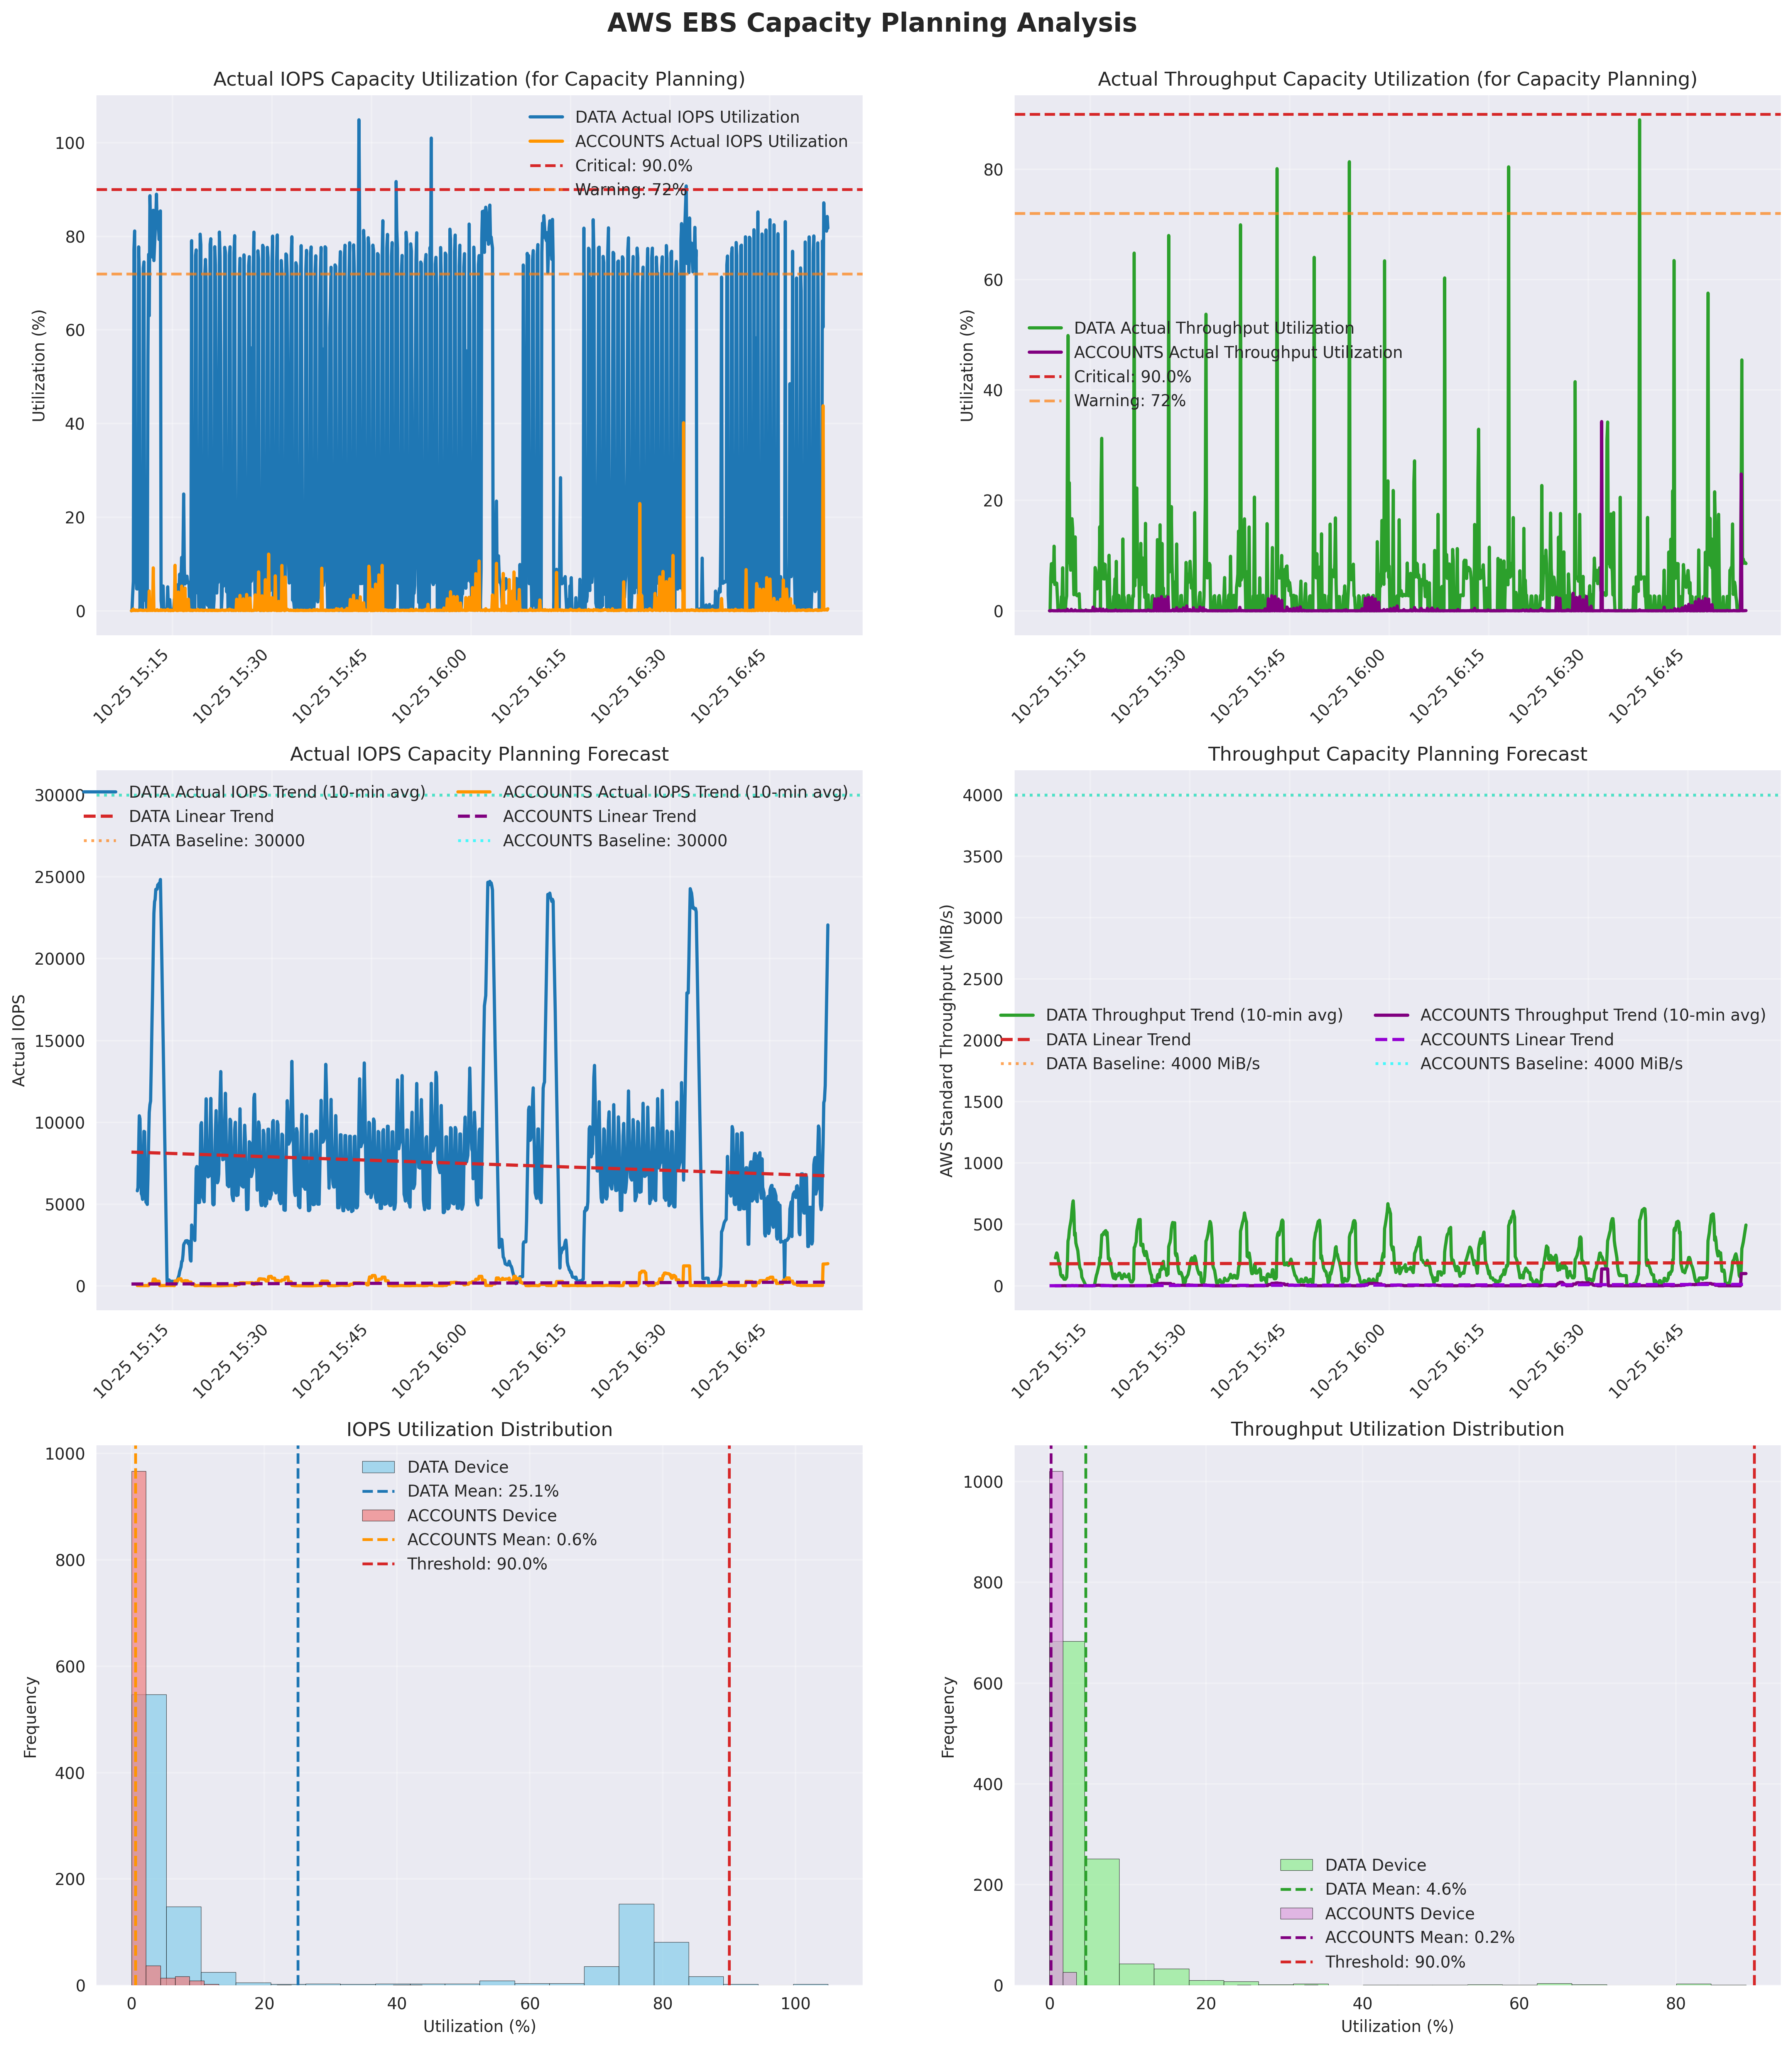 AWS EBS Capacity Planning Analysis
Actual IOPS Capacity Utilization (for Capacity Planning)
Utilization (%)
100
80
60
40
20
0
DATA Actual IOPS Utilization
ACCOUNTS Actual IOPS Utilization
Critical: 90.0%
Warning: 72%
10-25 15:15
10-25 15:30
10-25 15:45
10-25 16:00
10-25 16:15
10-25 16:30
10-25 16:45
Actual Throughput Capacity Utilization (for Capacity Planning)
Utilization (%)
80
60
40
20
0
DATA Actual Throughput Utilization
ACCOUNTS Actual Throughput Utilization
Critical: 90.0%
Warning: 72%
10-25 15:15
10-25 15:30
10-25 15:45
10-25 16:00
10-25 16:15
10-25 16:30
10-25 16:45
Actual IOPS Capacity Planning Forecast
Actual IOPS
30000
25000
20000
15000
10000
5000
0
DATA Actual IOPS Trend (10-min avg)
DATA Linear Trend
DATA Baseline: 30000
ACCOUNTS Actual IOPS Trend (10-min avg)
ACCOUNTS Linear Trend
ACCOUNTS Baseline: 30000
10-25 15:15
10-25 15:30
10-25 15:45
10-25 16:00
10-25 16:15
10-25 16:30
10-25 16:45
Throughput Capacity Planning Forecast
AWS Standard Throughput (MiB/s)
4000
3500
3000
2500
2000
1500
1000
500
0
DATA Throughput Trend (10-min avg)
DATA Linear Trend
DATA Baseline: 4000 MiB/s
ACCOUNTS Throughput Trend (10-min avg)
ACCOUNTS Linear Trend
ACCOUNTS Baseline: 4000 MiB/s
10-25 15:15
10-25 15:30
10-25 15:45
10-25 16:00
10-25 16:15
10-25 16:30
10-25 16:45
IOPS Utilization Distribution
Frequency
1000
800
600
400
200
0
DATA Device
DATA Mean: 25.1%
ACCOUNTS Device
ACCOUNTS Mean: 0.6%
Threshold: 90.0%
0
20
40
60
80
100
Utilization (%)
Throughput Utilization Distribution
Frequency
1000
800
600
400
200
0
DATA Device
DATA Mean: 4.6%
ACCOUNTS Device
ACCOUNTS Mean: 0.2%
Threshold: 90.0%
0
20
40
60
80
Utilization (%)